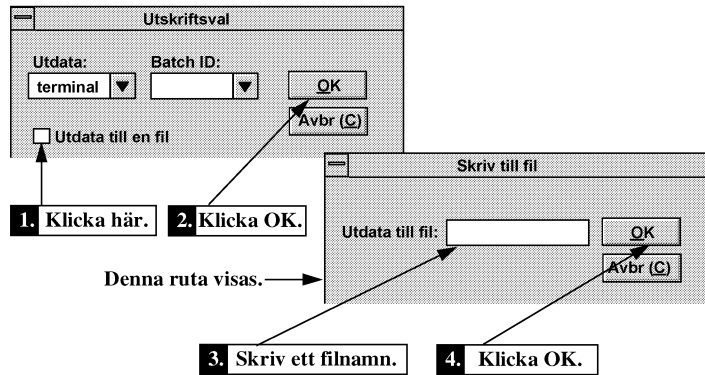 Utskriftsval
Utdata: Batch ID:
terminal
OK
Avbr (C)
Utdata till en fil
1. Klicka här.
2. Klicka OK.
Skriv till fil
Utdata till fil:
OK
Avbr (C)
Denna ruta visas.
3. Skriv ett filnamn.
4. Klicka OK.